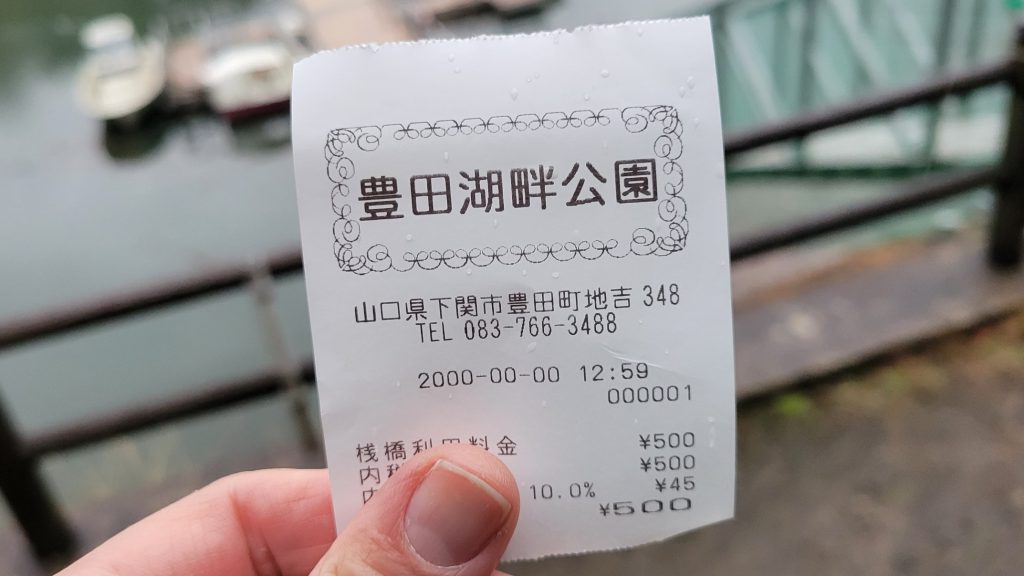 豊田湖畔公園
山口県下関市豊田町地吉 348
TEL 083-766-3488
2000-00-00 12:59
000001
桟橋利用料金 ¥500
内税 ¥500
10.0% ¥45
¥500